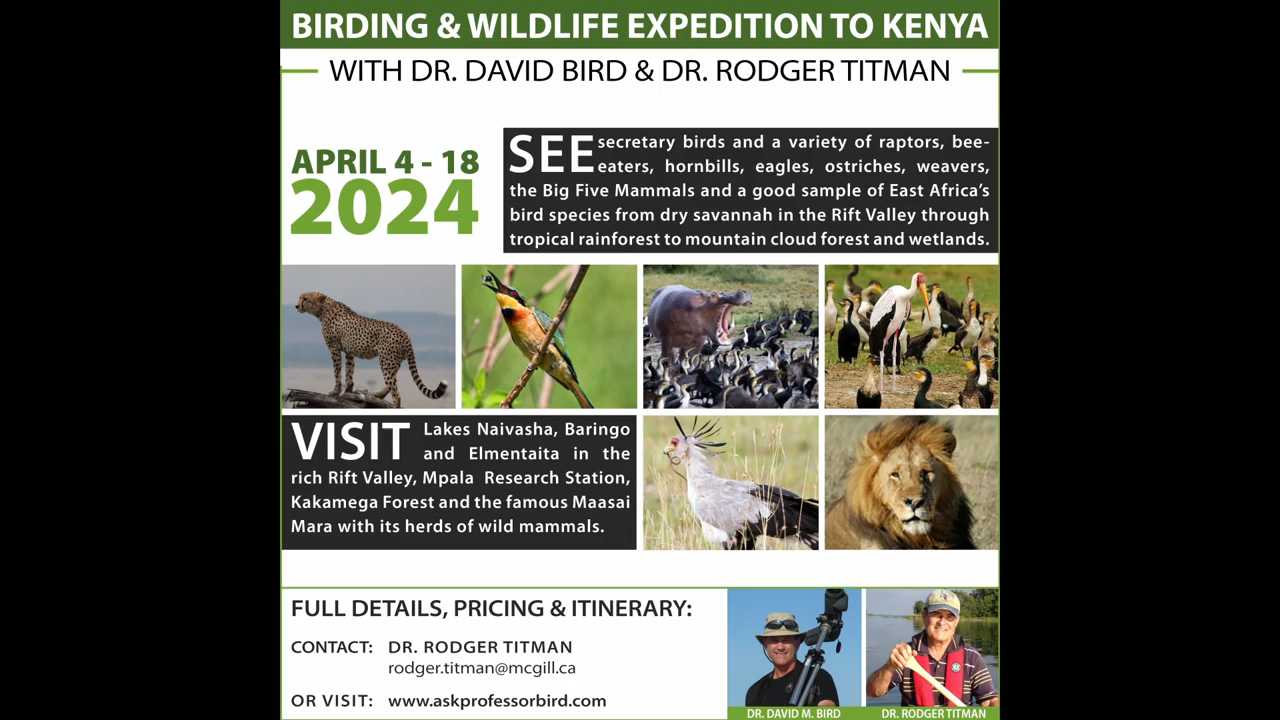 BIRDING & WILDLIFE EXPEDITION TO KENYA
WITH DR. DAVID BIRD & DR. RODGER TITMAN
APRIL 4 - 18
2024
SEE secretary birds and a variety of raptors, bee-
eaters, hornbills, eagles, ostriches, weavers,
the Big Five Mammals and a good sample of East Africa's
bird species from dry savannah in the Rift Valley through
tropical rainforest to mountain cloud forest and wetlands.
VISIT Lakes Naivasha, Baringo
and Elmentaita in the
rich Rift Valley, Mpala Research Station,
Kakamega Forest and the famous Maasai
Mara with its herds of wild mammals.
FULL DETAILS, PRICING & ITINERARY:
CONTACT: DR. RODGER TITMAN
rodger.titman@mcgill.ca
OR VISIT: www.askprofessorbird.com
DR. DAVID M. BIRD
DR. RODGER TITMAN